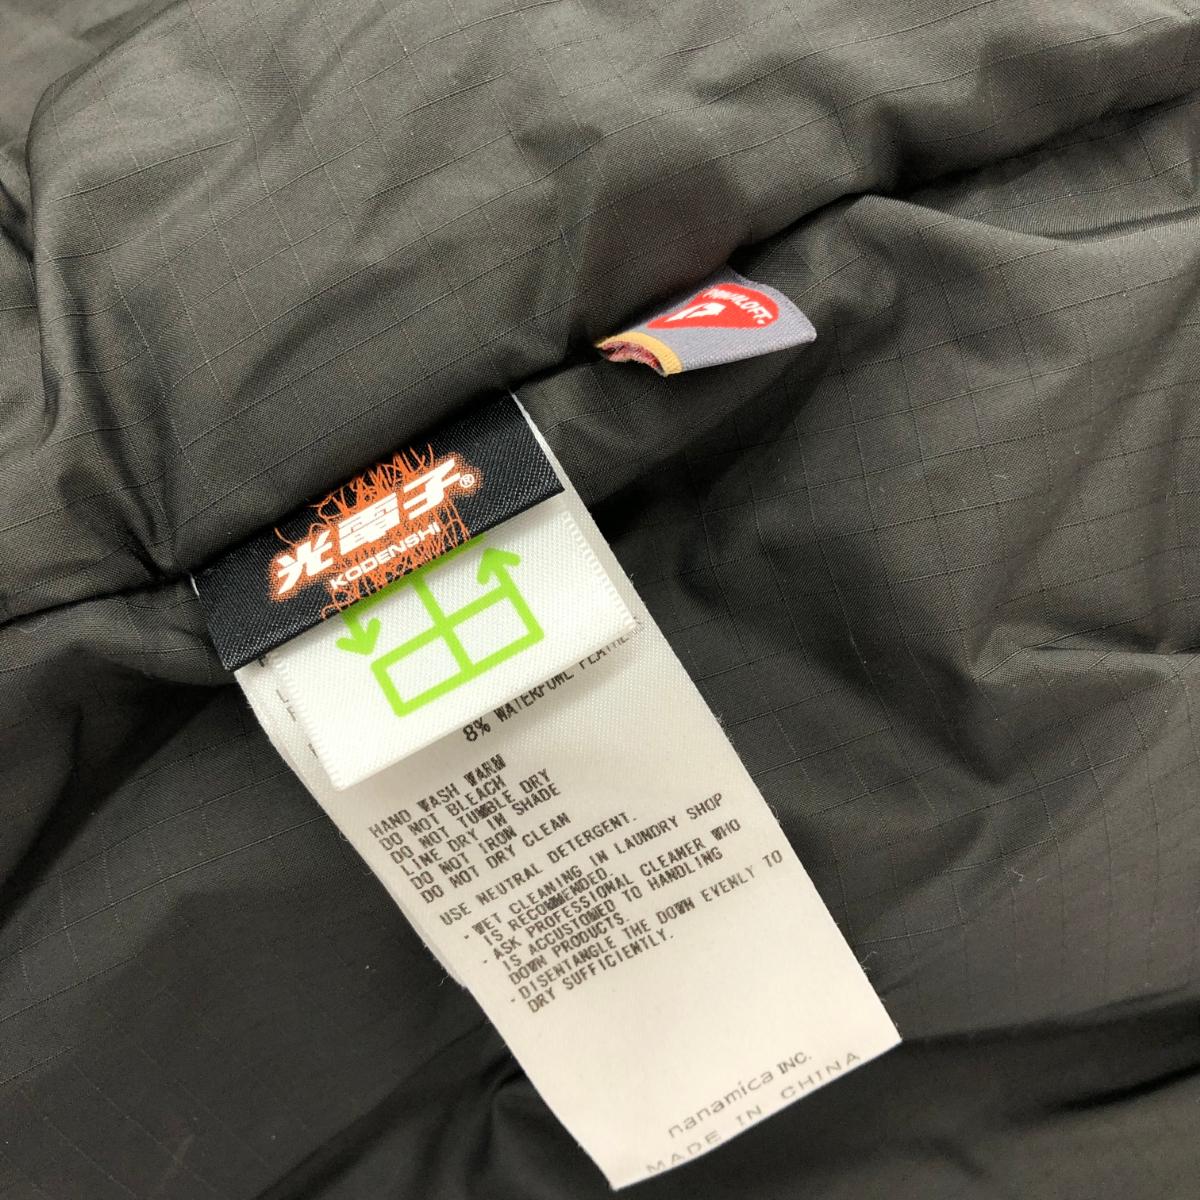 PRIMALOFT.
光電子®
KODENSHI
8% WATERFOWL FEATHER
HAND WASH WARM
DO NOT BLEACH
DO NOT TUMBLE DRY
LINE DRY IN SHADE
DO NOT IRON
DO NOT DRY CLEAN
USE NEUTRAL DETERGENT.
-WET CLEANING IN LAUNDRY SHOP
IS RECOMMENDED.
-ASK PROFESSIONAL CLEANER WHO
IS ACCUSTOMED TO HANDLING
DOWN PRODUCTS.
-DISENTANGLE THE DOWN EVENLY TO
DRY SUFFICIENTLY.
nanamica INC.
MADE IN CHINA